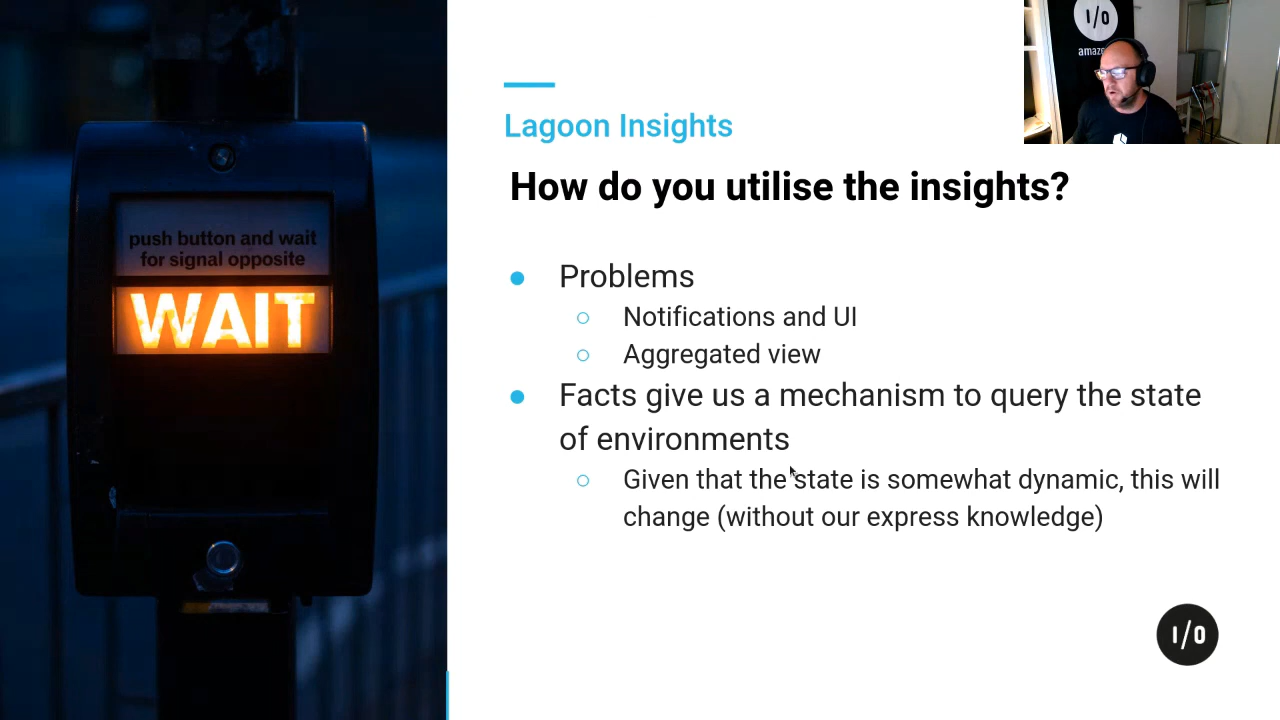 push button and wait
for signal opposite
WAIT
Lagoon Insights
How do you utilise the insights?
Problems
Notifications and UI
Aggregated view
Facts give us a mechanism to query the state
of environments
Given that the state is somewhat dynamic, this will
change (without our express knowledge)
I/O
I/O